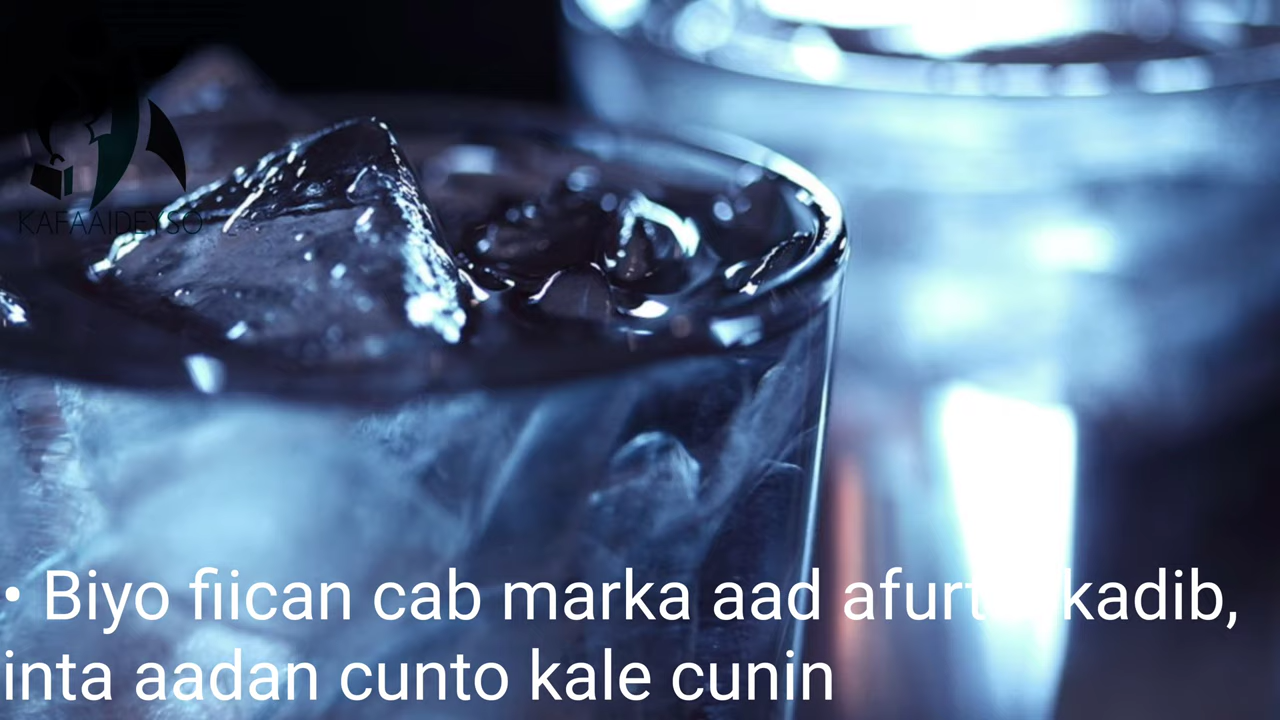 KAFAAIDEYSO
• Biyo fiican cab marka aad kadib,
inta aadan cunto kale cunin